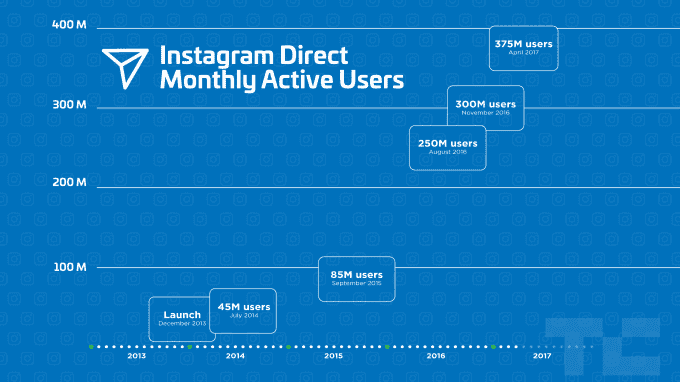 400 M
Instagram Direct
Monthly Active Users
375M users
April 2017
300 M
300M users
November 2016
250M users
August 2016
200 M
100 M
85M users
September 2015
Launch
December 2013
45M users
July 2014
2013 2014 2015 2016 2017
TC